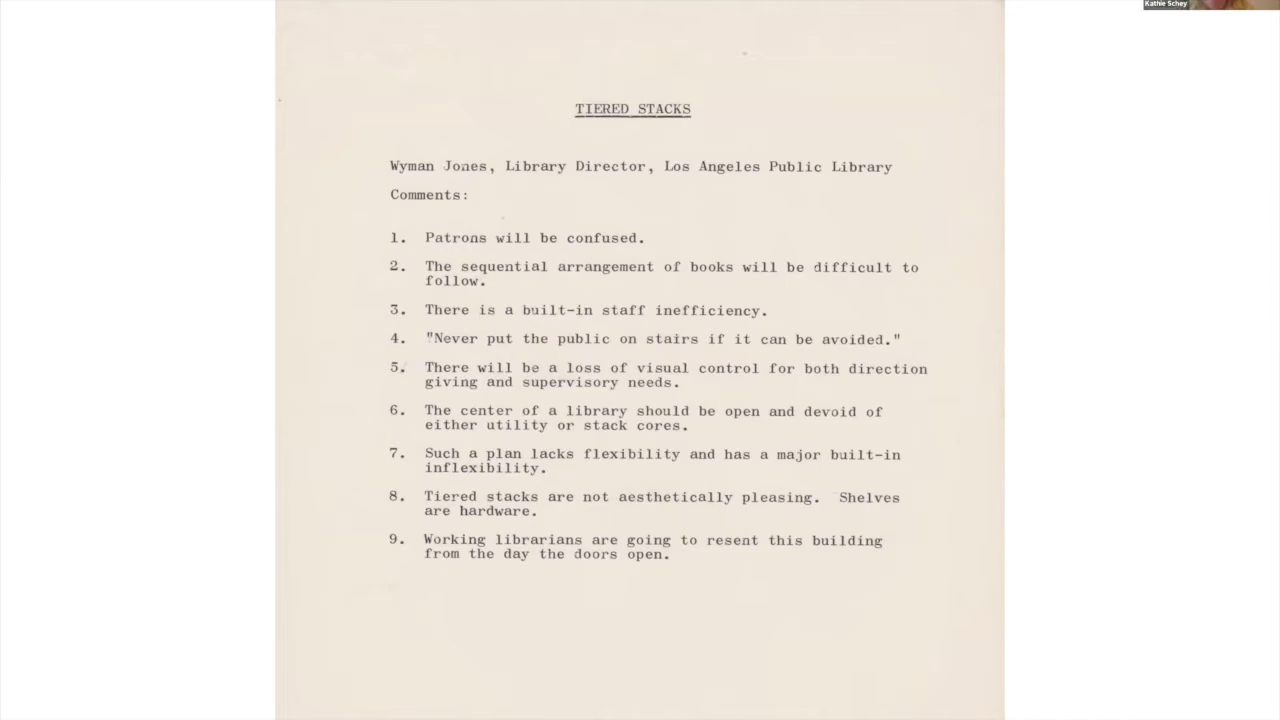 Kathie Schey
TIERED STACKS
Wyman Jones, Library Director, Los Angeles Public Library
Comments:
1. Patrons will be confused.
2. The sequential arrangement of books will be difficult to
follow.
3. There is a built-in staff inefficiency.
4. "Never put the public on stairs if it can be avoided."
5. There will be a loss of visual control for both direction
giving and supervisory needs.
6. The center of a library should be open and devoid of
either utility or stack cores.
7. Such a plan lacks flexibility and has a major built-in
inflexibility.
8. Tiered stacks are not aesthetically pleasing. Shelves
are hardware.
9. Working librarians are going to resent this building
from the day the doors open.